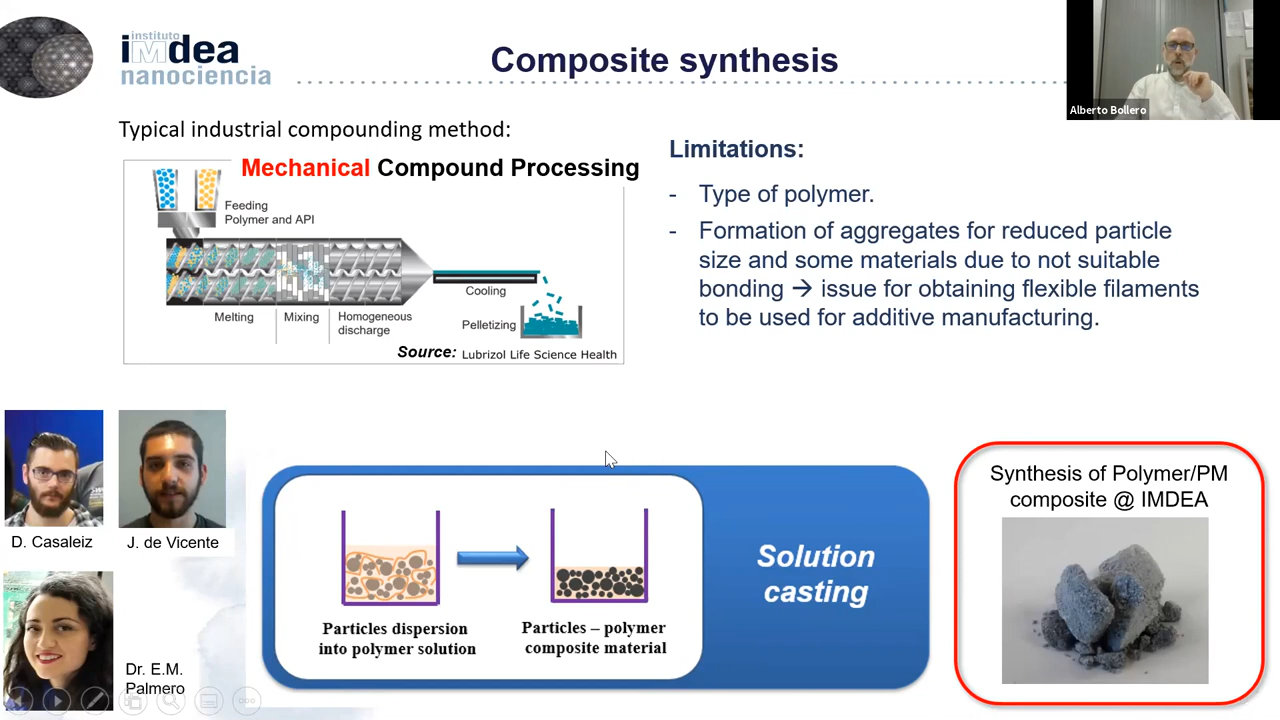 instituto
imdea
nanociencia
Composite synthesis
Alberto Bollero
Typical industrial compounding method:
Mechanical Compound Processing
Feeding
Polymer and API
Melting
Mixing
Homogeneous
discharge
Cooling
Pelletizing
Source: Lubrizol Life Science Health
Limitations:
- Type of polymer.
- Formation of aggregates for reduced particle
size and some materials due to not suitable
bonding → issue for obtaining flexible filaments
to be used for additive manufacturing.
D. Casaleiz
J. de Vicente
Dr. E.M.
Palmero
Particles dispersion
into polymer solution
Particles – polymer
composite material
Solution
casting
Synthesis of Polymer/PM
composite @ IMDEA